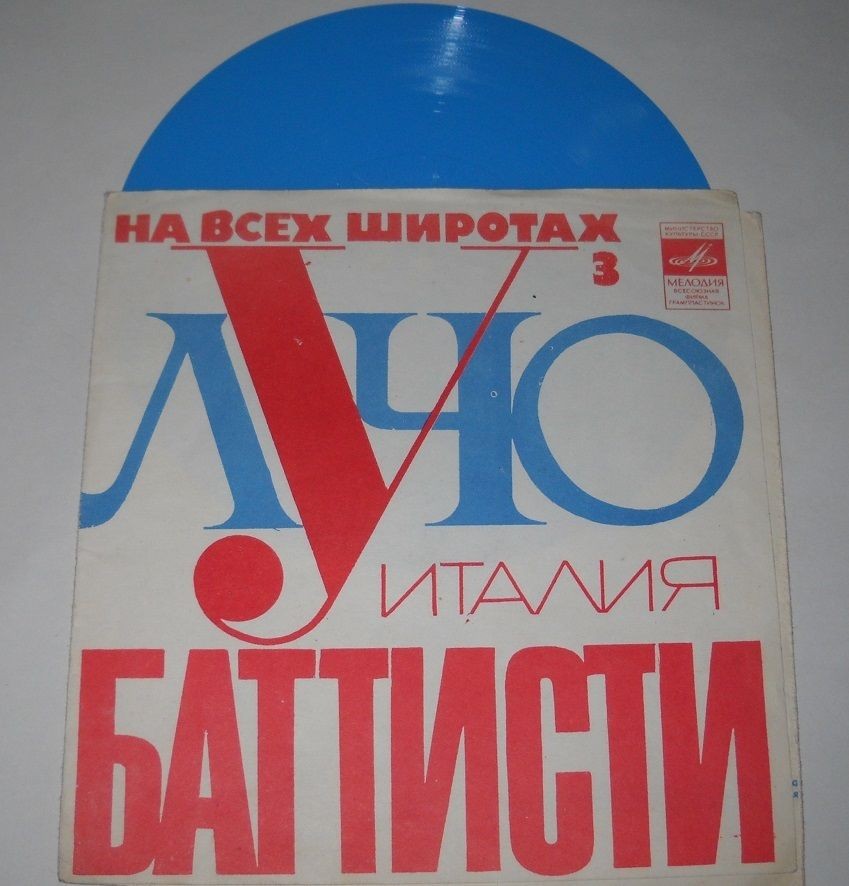 НА ВСЕХ ШИРОТАХ
3
МИНИСТЕРСТВО
КУЛЬТУРЫ СССР
МЕЛОДИЯ
ВСЕСОЮЗНАЯ
ФИРМА
ГРАМПЛАСТИНОК
ЛУЧО
ИТАЛИЯ
БАТТИСТИ